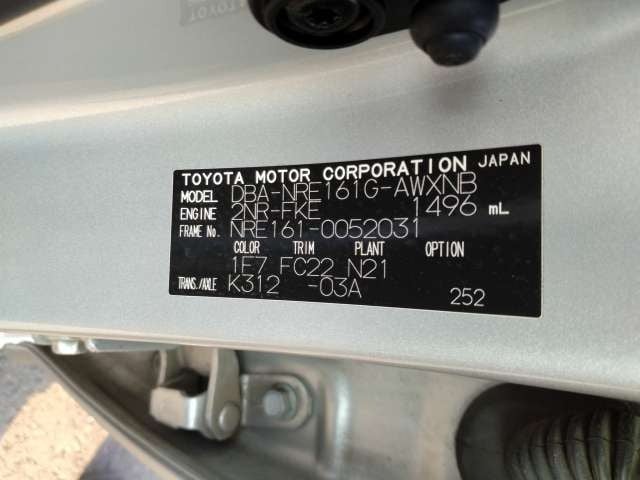 TOYOTA MOTOR CORPORATION JAPAN
MODEL DBA-NRE161G-AWXNB
ENGINE 2NR-FKE 1496 mL
FRAME No. NRE161-0052031
COLOR TRIM PLANT OPTION
1F7 FC22 N21
TRANS./AXLE K312 -03A
252